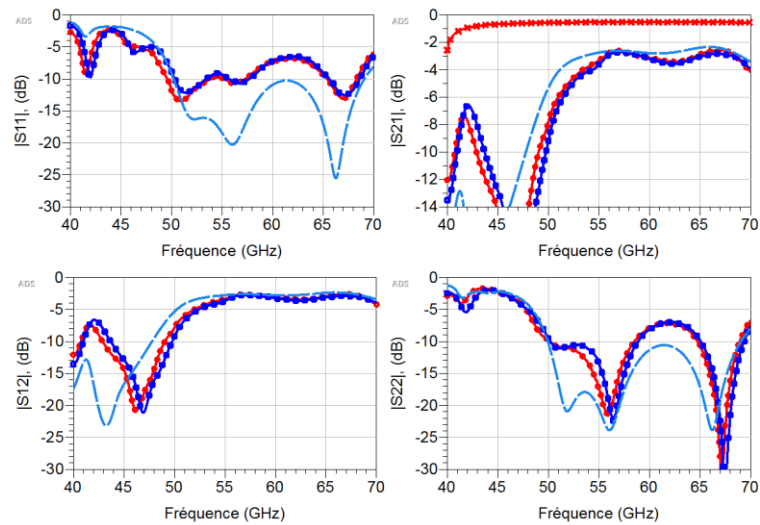 ADS
|S11|, (dB)
0
-5
-10
-15
-20
-25
-30
40 45 50 55 60 65 70
Fréquence (GHz)
ADS
|S21|, (dB)
0
-2
-4
-6
-8
-10
-12
-14
40 45 50 55 60 65 70
Fréquence (GHz)
ADS
|S12|, (dB)
0
-5
-10
-15
-20
-25
-30
40 45 50 55 60 65 70
Fréquence (GHz)
ADS
|S22|, (dB)
0
-5
-10
-15
-20
-25
-30
40 45 50 55 60 65 70
Fréquence (GHz)